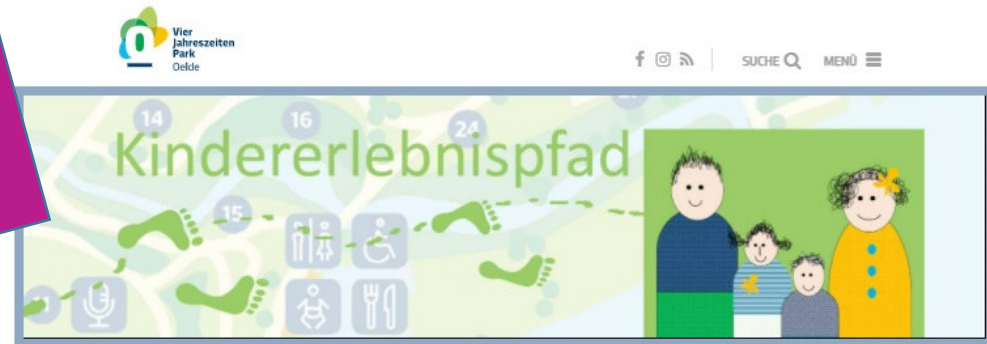 Vier
Jahreszeiten
Park
Oelde
SUCHE MENÜ
Kindererlebnispfad
14
16
24
15